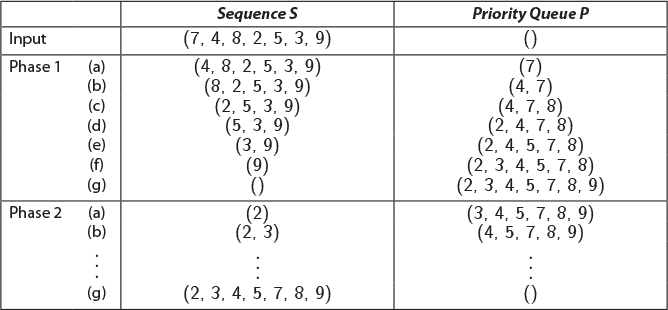 Sequence S Priority Queue P
Input (7, 4, 8, 2, 5, 3, 9) ()
Phase 1 (a) (4, 8, 2, 5, 3, 9) (7)
(b) (8, 2, 5, 3, 9) (4, 7)
(c) (2, 5, 3, 9) (4, 7, 8)
(d) (5, 3, 9) (2, 4, 7, 8)
(e) (3, 9) (2, 4, 5, 7, 8)
(f) (9) (2, 3, 4, 5, 7, 8)
(g) () (2, 3, 4, 5, 7, 8, 9)
Phase 2 (a) (2) (3, 4, 5, 7, 8, 9)
(b) (2, 3) (4, 5, 7, 8, 9)
⋮ ⋮ ⋮
(g) (2, 3, 4, 5, 7, 8, 9) ()